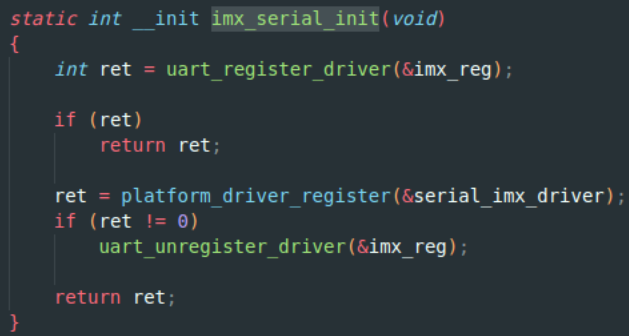 static int __init imx_serial_init(void)
{
    int ret = uart_register_driver(&imx_reg);

    if (ret)
        return ret;

    ret = platform_driver_register(&serial_imx_driver);
    if (ret != 0)
        uart_unregister_driver(&imx_reg);

    return ret;
}